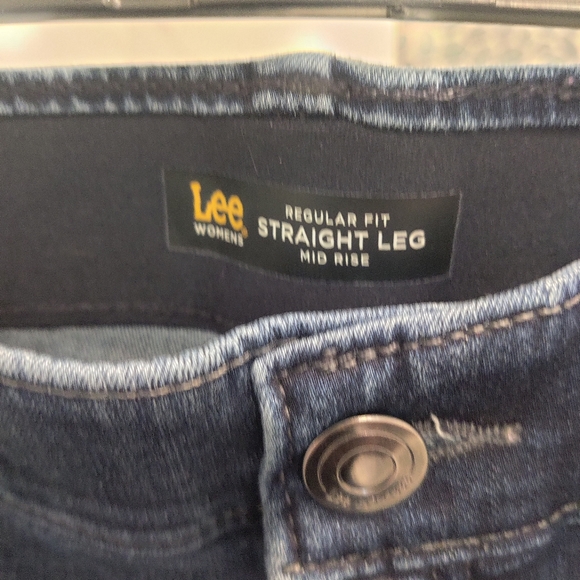 Lee
WOMENS
REGULAR FIT
STRAIGHT LEG
MID RISE